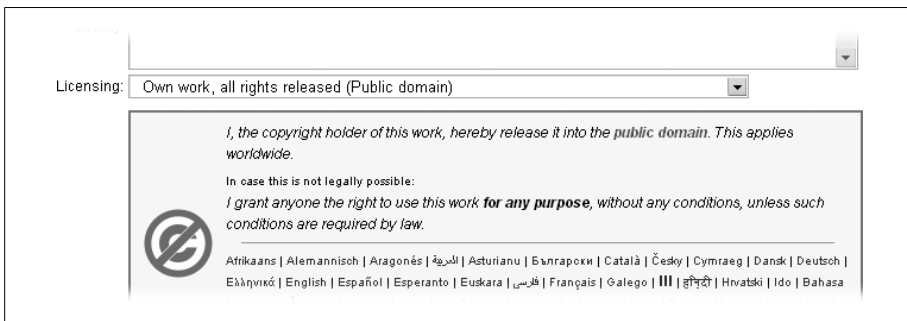 Licensing:
Own work, all rights released (Public domain)
I, the copyright holder of this work, hereby release it into the public domain. This applies
worldwide.
In case this is not legally possible:
I grant anyone the right to use this work for any purpose, without any conditions, unless such
conditions are required by law.
Afrikaans | Alemannisch | Aragonés | العربية | Asturianu | Български | Català | Česky | Cymraeg | Dansk | Deutsch |
Ελληνικά | English | Español | Esperanto | Euskara | فارسی | Français | Galego | हिन्दी | Hrvatski | Ido | Bahasa